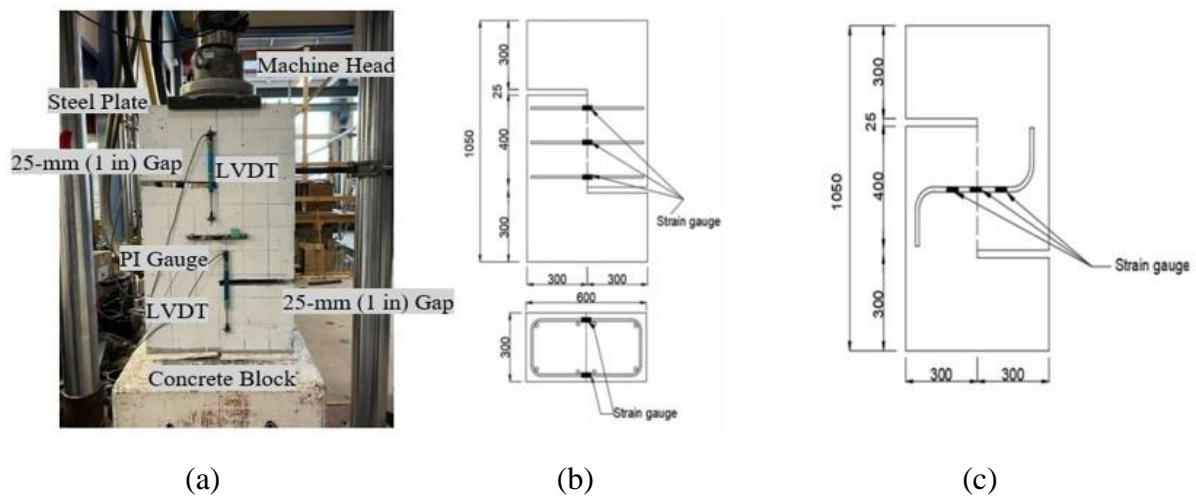 Machine Head
Steel Plate
25-mm (1 in) Gap
LVDT
PI Gauge
LVDT
25-mm (1 in) Gap
Concrete Block
(a)
300
25
400
1050
300
Strain gauge
300
300
600
300
Strain gauge
(b)
300
25
400
1050
300
Strain gauge
300
300
(c)